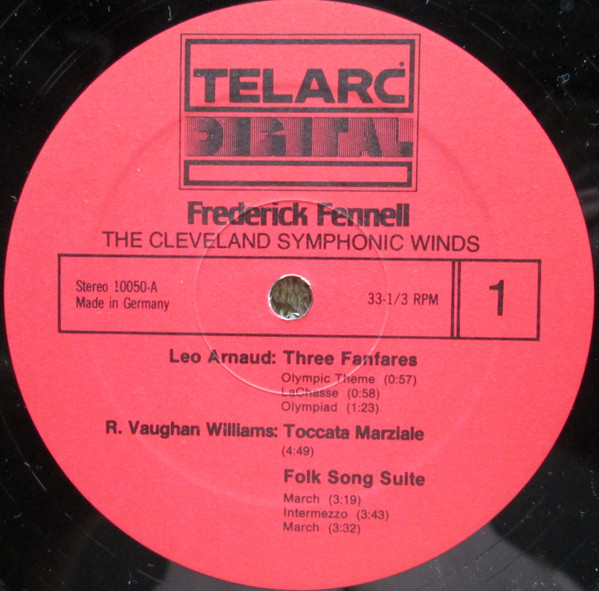 TELARC®
DIGITAL
Frederick Fennell
THE CLEVELAND SYMPHONIC WINDS
Stereo 10050-A
Made in Germany
33-1/3 RPM
1
Leo Arnaud: Three Fanfares
Olympic Theme (0:57)
LaChasse (0:58)
Olympiad (1:23)
R. Vaughan Williams: Toccata Marziale
(4:49)
Folk Song Suite
March (3:19)
Intermezzo (3:43)
March (3:32)